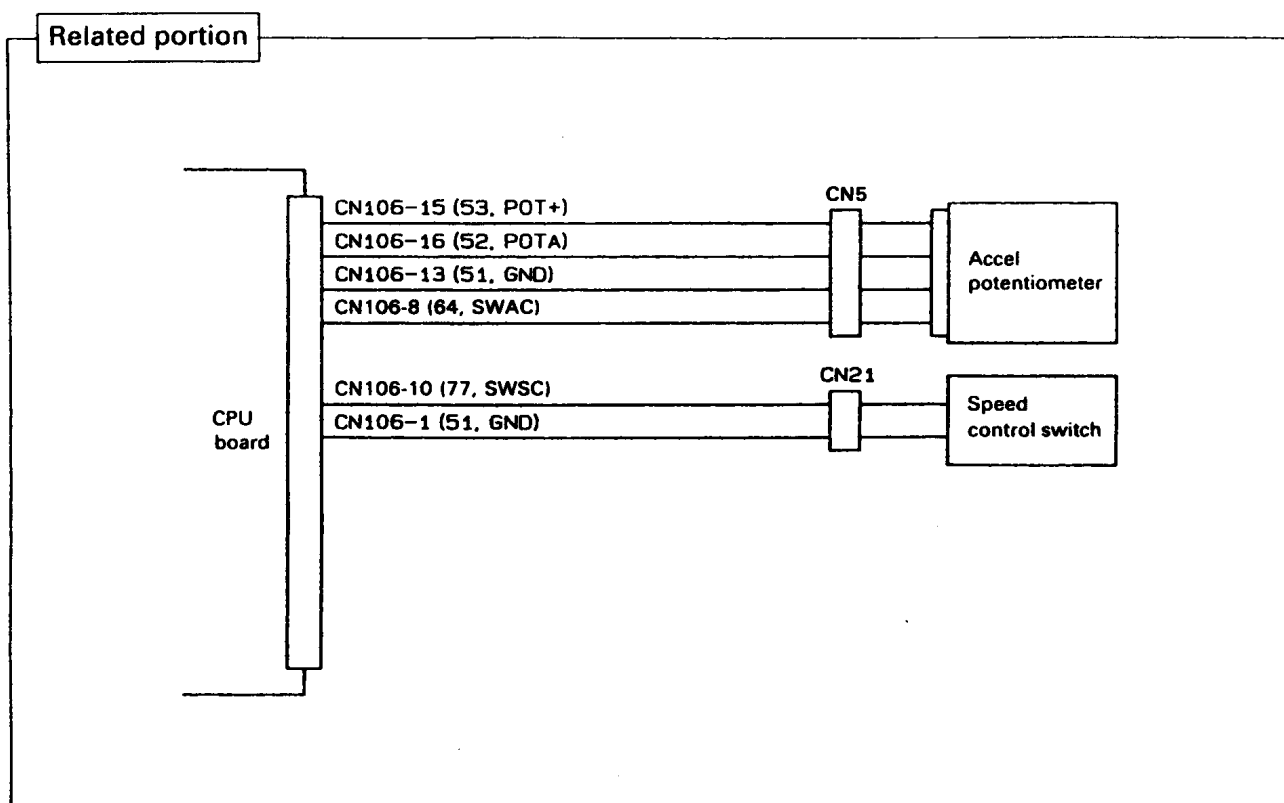 Related portion
CN106-15 (53, POT+)
CN106-16 (52, POTA)
CN106-13 (51, GND)
CN106-8 (64, SWAC)
CN5
Accel
potentiometer
CN106-10 (77, SWSC)
CN106-1 (51, GND)
CN21
Speed
control switch
CPU
board